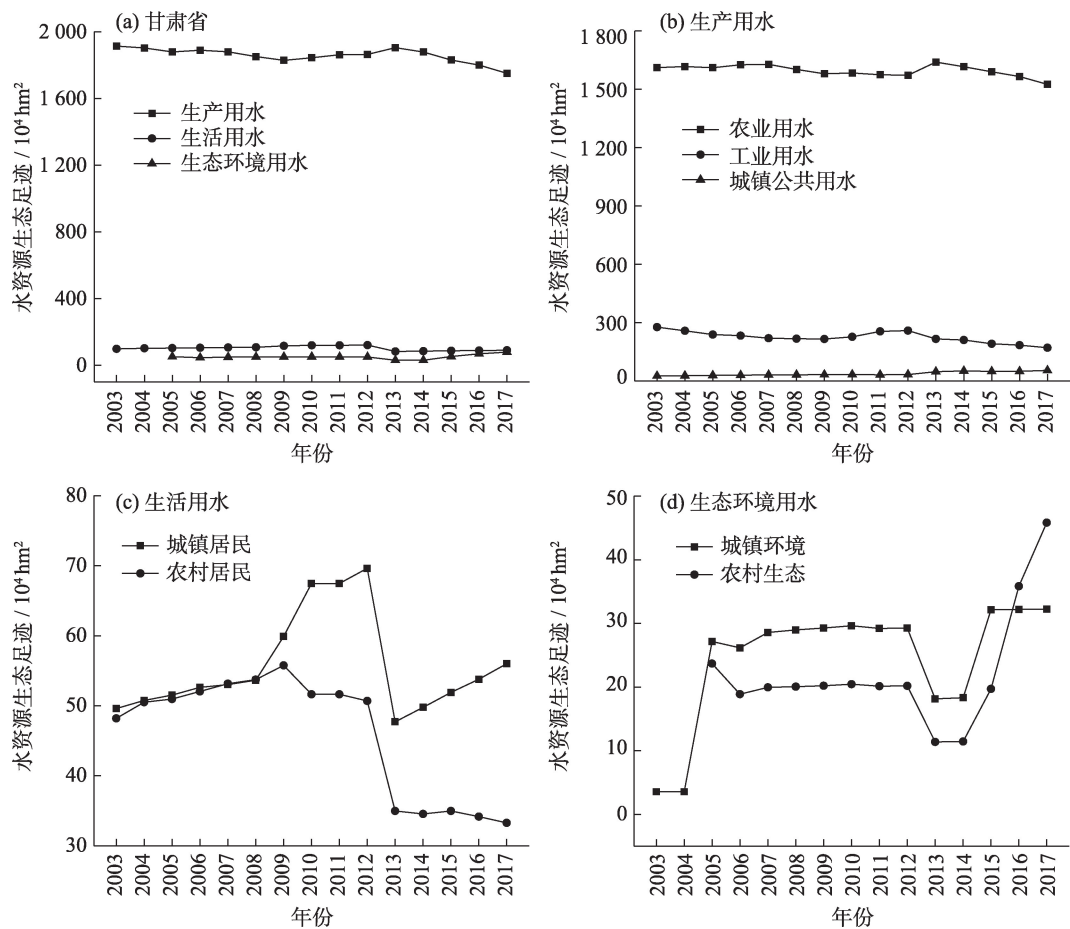 (a) 甘肃省
水资源生态足迹 / 10⁴ hm²
2 000
1 600
1 200
800
400
0
生产用水
生活用水
生态环境用水
2003 2004 2005 2006 2007 2008 2009 2010 2011 2012 2013 2014 2015 2016 2017
年份
(b) 生产用水
水资源生态足迹 / 10⁴ hm²
1 800
1 500
1 200
900
600
300
0
农业用水
工业用水
城镇公共用水
2003 2004 2005 2006 2007 2008 2009 2010 2011 2012 2013 2014 2015 2016 2017
年份
(c) 生活用水
水资源生态足迹 / 10⁴ hm²
80
70
60
50
40
30
城镇居民
农村居民
2003 2004 2005 2006 2007 2008 2009 2010 2011 2012 2013 2014 2015 2016 2017
年份
(d) 生态环境用水
水资源生态足迹 / 10⁴ hm²
50
40
30
20
10
0
城镇环境
农村生态
2003 2004 2005 2006 2007 2008 2009 2010 2011 2012 2013 2014 2015 2016 2017
年份